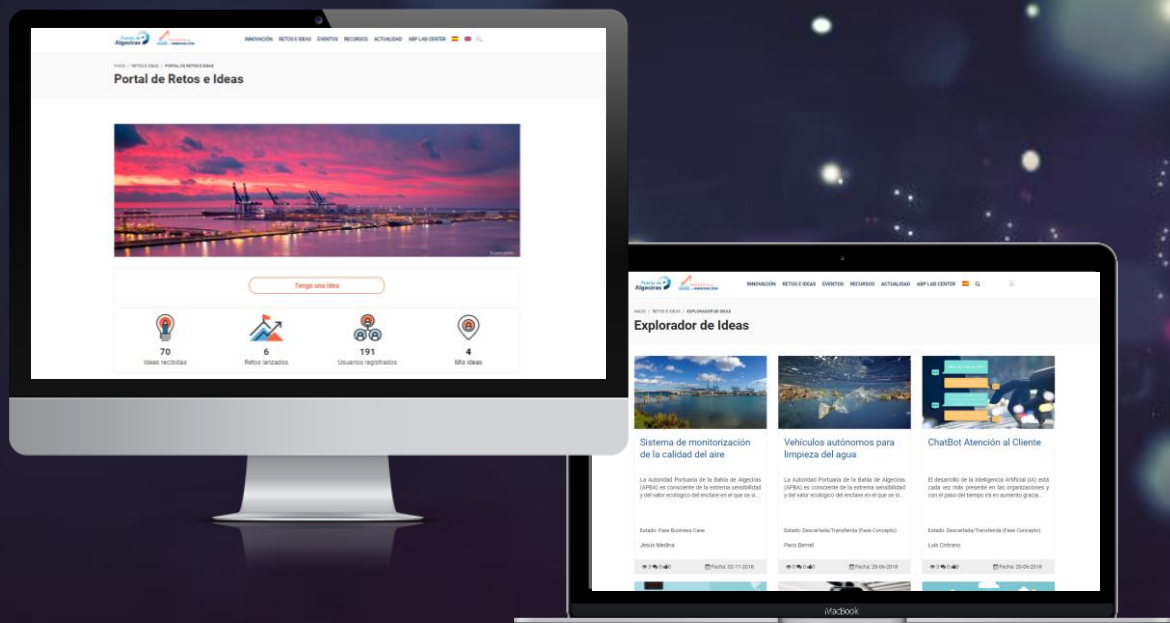 Puerto de
Algeciras
INNOVACIÓN RETOS E IDEAS EVENTOS RECURSOS ACTUALIDAD ABP LAB CENTER
INICIO / RETOS E IDEAS / PORTAL DE RETOS E IDEAS
Portal de Retos e Ideas
Tengo una idea
70
Ideas recibidas
6
Retos lanzados
191
Usuarios registrados
4
Mis ideas
Puerto de
Algeciras
INNOVACIÓN RETOS E IDEAS EVENTOS RECURSOS ACTUALIDAD ABP LAB CENTER
INICIO / RETOS E IDEAS / EXPLORADOR DE IDEAS
Explorador de Ideas
Sistema de monitorización
de la calidad del aire
La Autoridad Portuaria de la Bahía de Algeciras
(APBA) es consciente de la extrema sensibilidad
y del valor ecológico del enclave en el que se si...
Estado: Fase Business Case
Jesús Medina
0 0 0 Fecha: 02-11-2018
Vehículos autónomos para
limpieza del agua
La Autoridad Portuaria de la Bahía de Algeciras
(APBA) es consciente de la extrema sensibilidad
y del valor ecológico del enclave en el que se si...
Estado: Descartada/Transferida (Fase Concepto)
Paco Bernal
0 0 0 Fecha: 20-06-2018
ChatBot Atención al Cliente
El desarrollo de la Inteligencia Artificial (IA) está
cada vez más presente en las organizaciones y
con el paso del tiempo irá en aumento gracia...
Estado: Descartada/Transferida (Fase Concepto)
Luis Cintrano
0 0 0 Fecha: 20-06-2018
MacBook